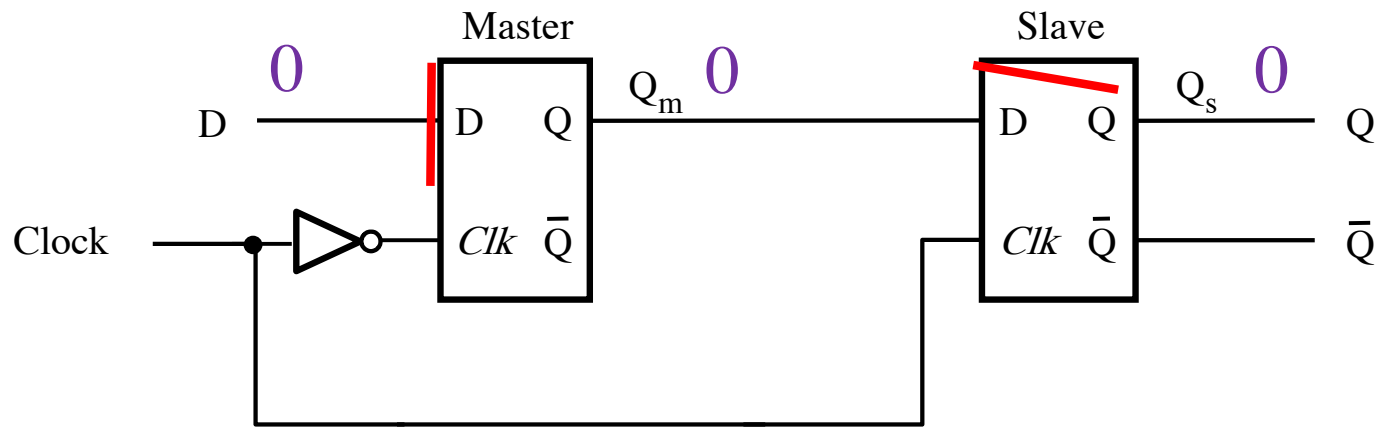 Master Slave
0 Qm 0 Qs 0
D D Q D Q Q
Clock Clk Q̄ Clk Q̄ Q̄